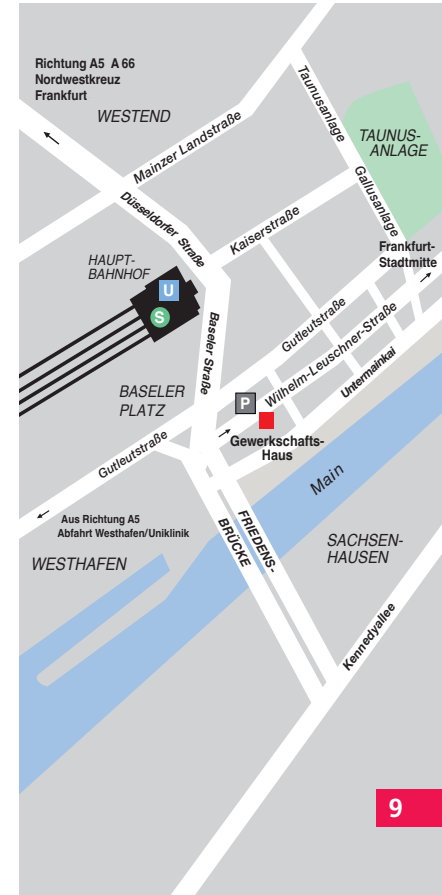 Richtung A5 A 66
Nordwestkreuz
Frankfurt
WESTEND
Mainzer Landstraße
Taunusanlage
TAUNUS-
ANLAGE
Gallusanlage
Düsseldorfer Straße
Kaiserstraße
Frankfurt-
Stadtmitte
HAUPT-
BAHNHOF
U
S
Baseler Straße
Gutleutstraße
Wilhelm-Leuschner-Straße
Untermainkai
BASELER
PLATZ
P
Gewerkschafts-
Haus
Gutleutstraße
Main
Aus Richtung A5
Abfahrt Westhafen/Uniklinik
WESTHAFEN
FRIEDENS-
BRÜCKE
SACHSEN-
HAUSEN
Kennedyallee
9